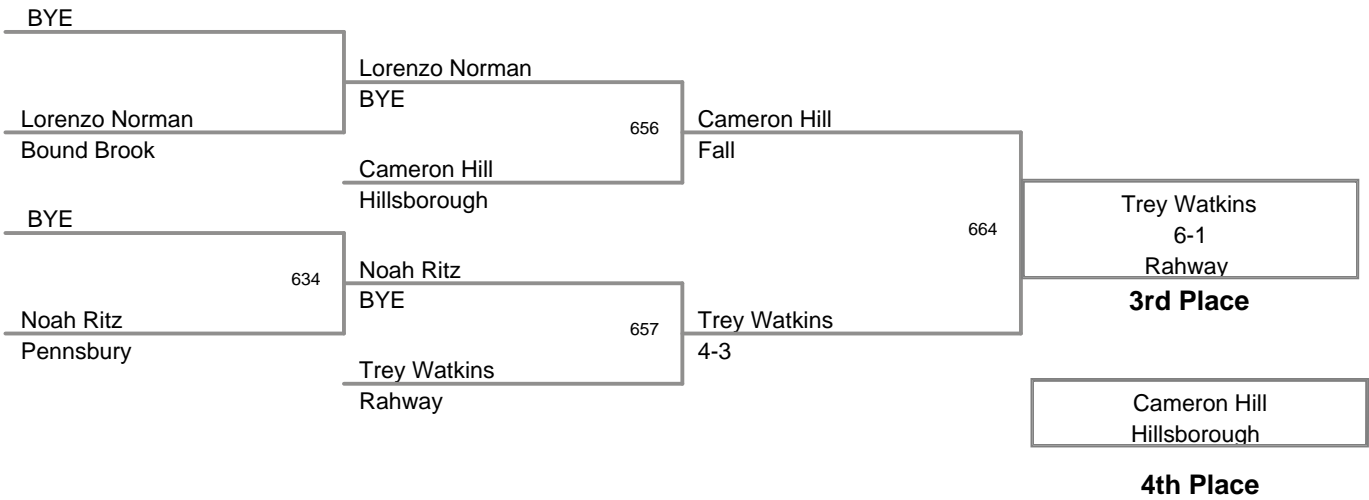 BYE
Lorenzo Norman
BYE
Lorenzo Norman
Bound Brook
656
Cameron Hill
Fall
Cameron Hill
Hillsborough
BYE
664
Trey Watkins
6-1
Rahway
3rd Place
634
Noah Ritz
BYE
Noah Ritz
Pennsbury
657
Trey Watkins
4-3
Trey Watkins
Rahway
Cameron Hill
Hillsborough
4th Place